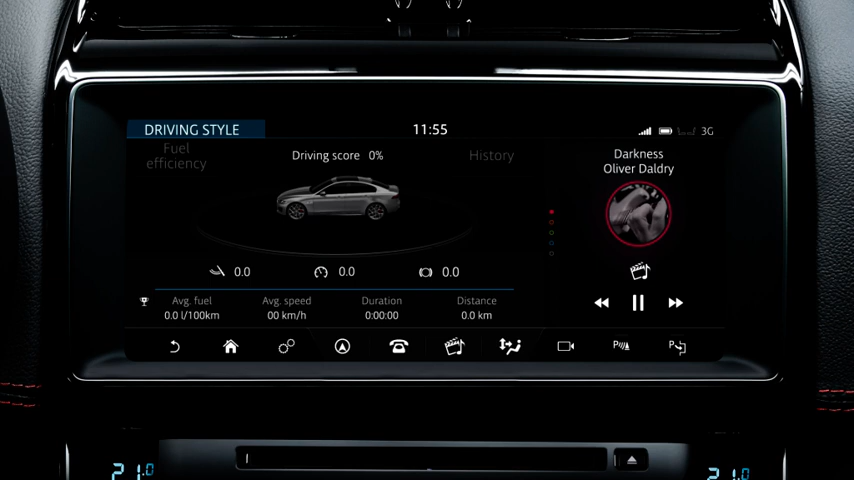 DRIVING STYLE
11:55
3G
Fuel
efficiency
Driving score 0%
History
Darkness
Oliver Daldry
0.0
0.0
0.0
Avg. fuel
0.0 l/100km
Avg. speed
00 km/h
Duration
0:00:00
Distance
0.0 km
P
P
21.0
21.0